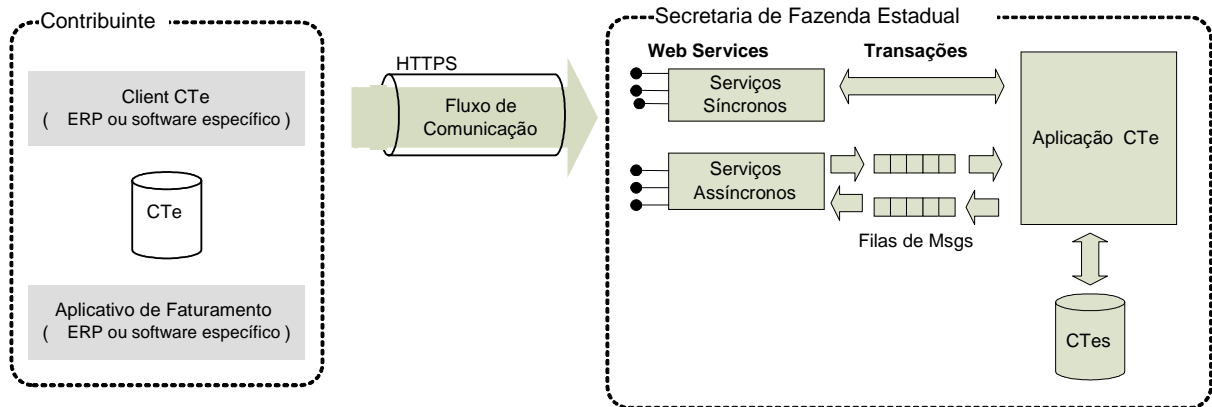 Contribuinte
Client CTe
( ERP ou software específico )
CTe
Aplicativo de Faturamento
( ERP ou software específico )
HTTPS
Fluxo de
Comunicação
Secretaria de Fazenda Estadual
Web Services
Transações
Serviços
Síncronos
Serviços
Assíncronos
Filas de Msgs
Aplicação CTe
CTes